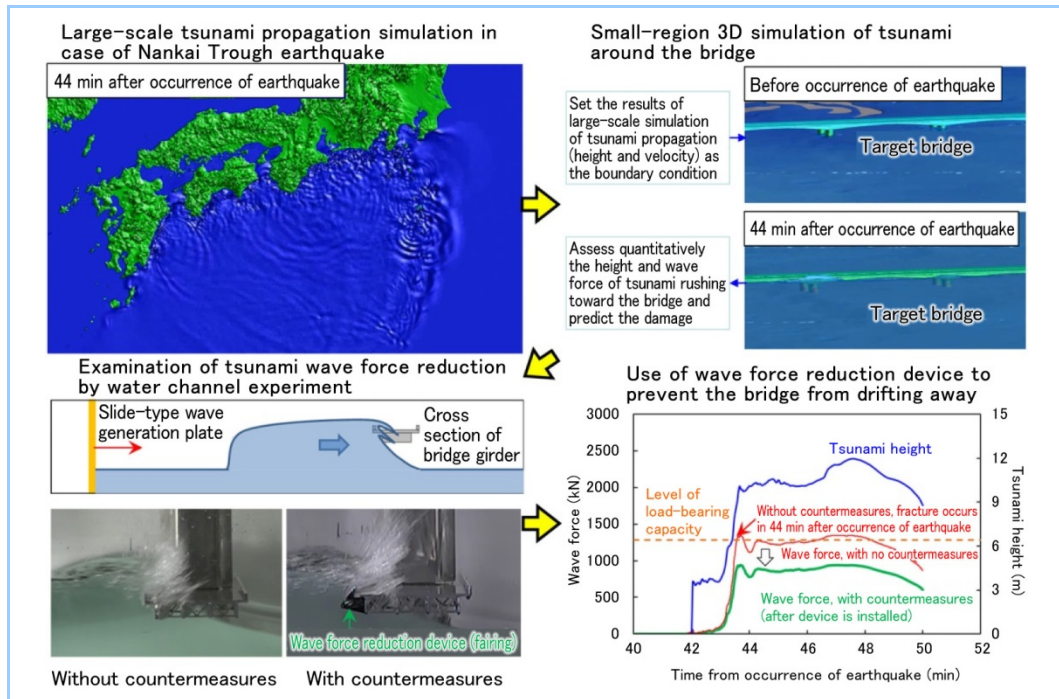 Large-scale tsunami propagation simulation in
case of Nankai Trough earthquake
44 min after occurrence of earthquake
Small-region 3D simulation of tsunami
around the bridge
Set the results of
large-scale simulation
of tsunami propagation
(height and velocity) as
the boundary condition
Before occurrence of earthquake
Target bridge
Assess quantitatively
the height and wave
force of tsunami rushing
toward the bridge and
predict the damage
44 min after occurrence of earthquake
Target bridge
Examination of tsunami wave force reduction
by water channel experiment
Slide-type wave
generation plate
Cross
section of
bridge girder
Wave force reduction device (fairing)
Without countermeasures
With countermeasures
Use of wave force reduction device to
prevent the bridge from drifting away
3000
2500
2000
1500
1000
500
0
Wave force (kN)
15
12
9
6
3
0
Tsunami height (m)
Tsunami height
Level of
load-bearing
capacity
Without countermeasures, fracture occurs
in 44 min after occurrence of earthquake
Wave force, with no countermeasures
Wave force, with countermeasures
(after device is installed)
40 42 44 46 48 50 52
Time from occurrence of earthquake (min)